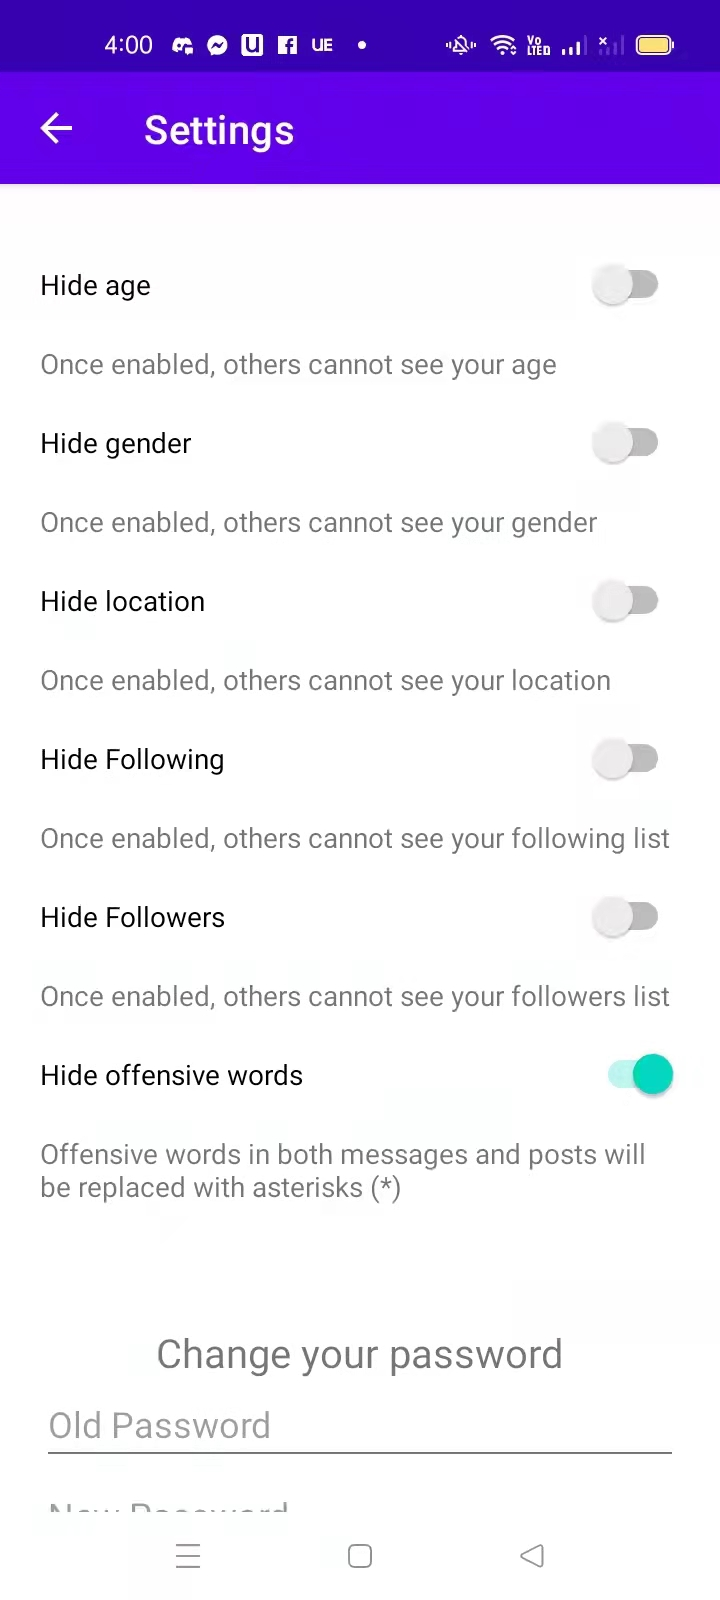 4:00 UE Vo LTED
Settings
Hide age
Once enabled, others cannot see your age
Hide gender
Once enabled, others cannot see your gender
Hide location
Once enabled, others cannot see your location
Hide Following
Once enabled, others cannot see your following list
Hide Followers
Once enabled, others cannot see your followers list
Hide offensive words
Offensive words in both messages and posts will
be replaced with asterisks (*)
Change your password
Old Password
New Password